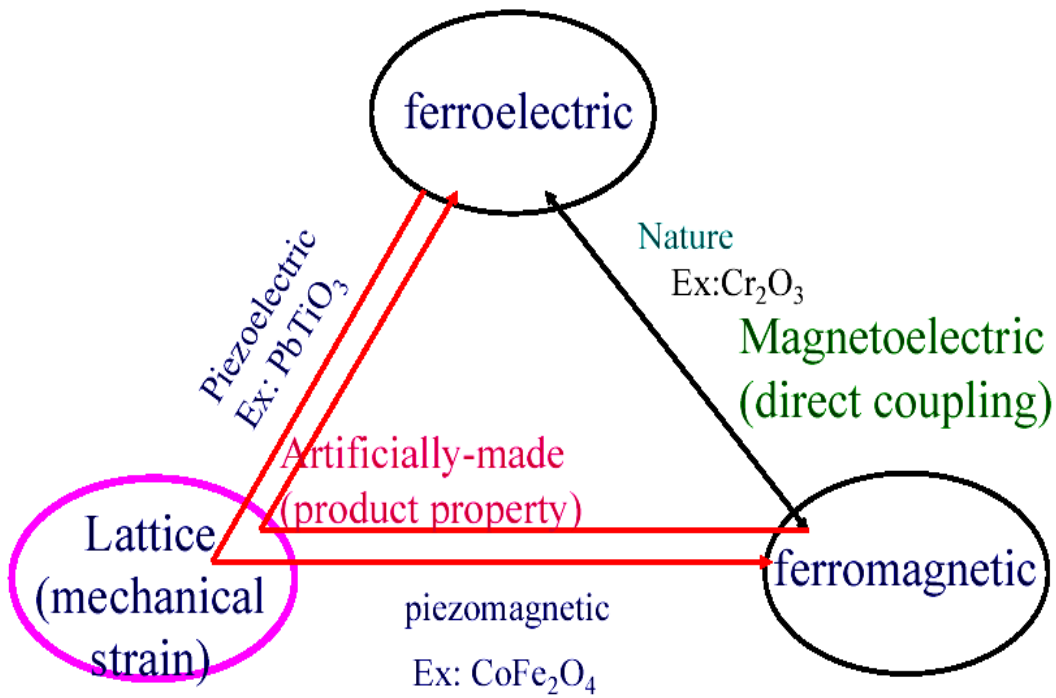 ferroelectric
Nature
Ex:Cr₂O₃
Magnetoelectric
(direct coupling)
Piezoelectric
Ex: PbTiO₃
Artificially-made
(product property)
Lattice
(mechanical
strain)
ferromagnetic
piezomagnetic
Ex: CoFe₂O₄